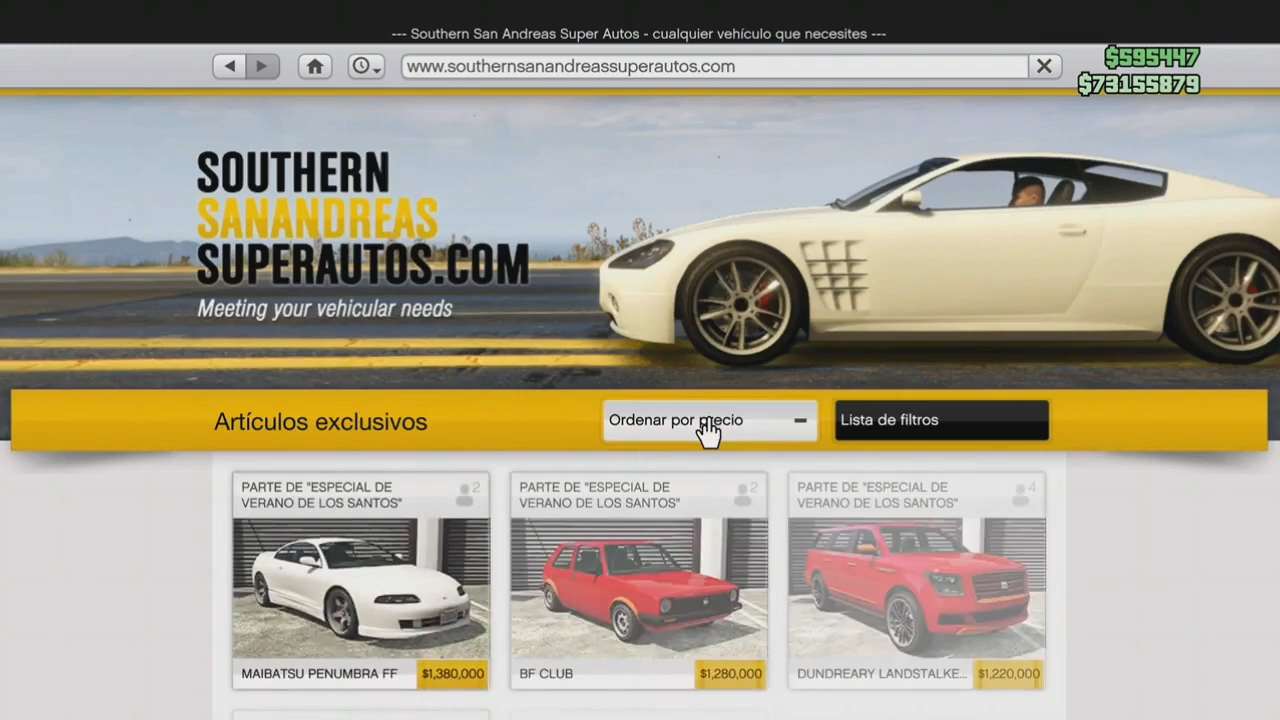 --- Southern San Andreas Super Autos - cualquier vehículo que necesites ---
www.southernsanandreassuperautos.com
$595447
$73155879
SOUTHERN
SANANDREAS
SUPERAUTOS.COM
Meeting your vehicular needs
Artículos exclusivos
Ordenar por precio
Lista de filtros
PARTE DE "ESPECIAL DE
VERANO DE LOS SANTOS"
2
MAIBATSU PENUMBRA FF
$1,380,000
PARTE DE "ESPECIAL DE
VERANO DE LOS SANTOS"
2
BF CLUB
$1,280,000
PARTE DE "ESPECIAL DE
VERANO DE LOS SANTOS"
4
DUNDREARY LANDSTALKE...
$1,220,000